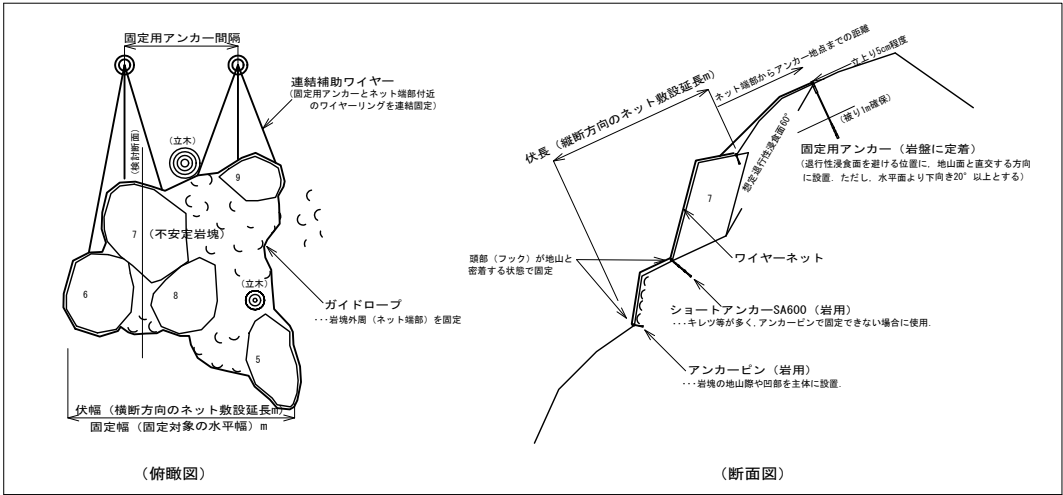 固定用アンカー間隔
連結補助ワイヤー
(固定用アンカーとネット端部付近
のワイヤーリングを連結固定)
(立木)
(検討断面)
9
7
(不安定岩塊)
6
8
(立木)
ガイドロープ
･･･岩塊外周(ネット端部)を固定
5
伏幅(横断方向のネット敷設延長m)
固定幅(固定対象の水平幅)m
(俯瞰図)
ネット端部からアンカー地点までの距離
立上り5cm程度
伏長(縦断方向のネット敷設延長m)
想定退行性浸食面60°
(被り1m確保)
固定用アンカー(岩盤に定着)
(退行性浸食面を避ける位置に, 地山面と直交する方向
に設置. ただし, 水平面より下向き20°以上とする)
7
頭部(フック)が地山と
密着する状態で固定
ワイヤーネット
ショートアンカーSA600(岩用)
･･･キレツ等が多く, アンカーピンで固定できない場合に使用.
アンカーピン(岩用)
･･･岩塊の地山際や凹部を主体に設置.
(断面図)